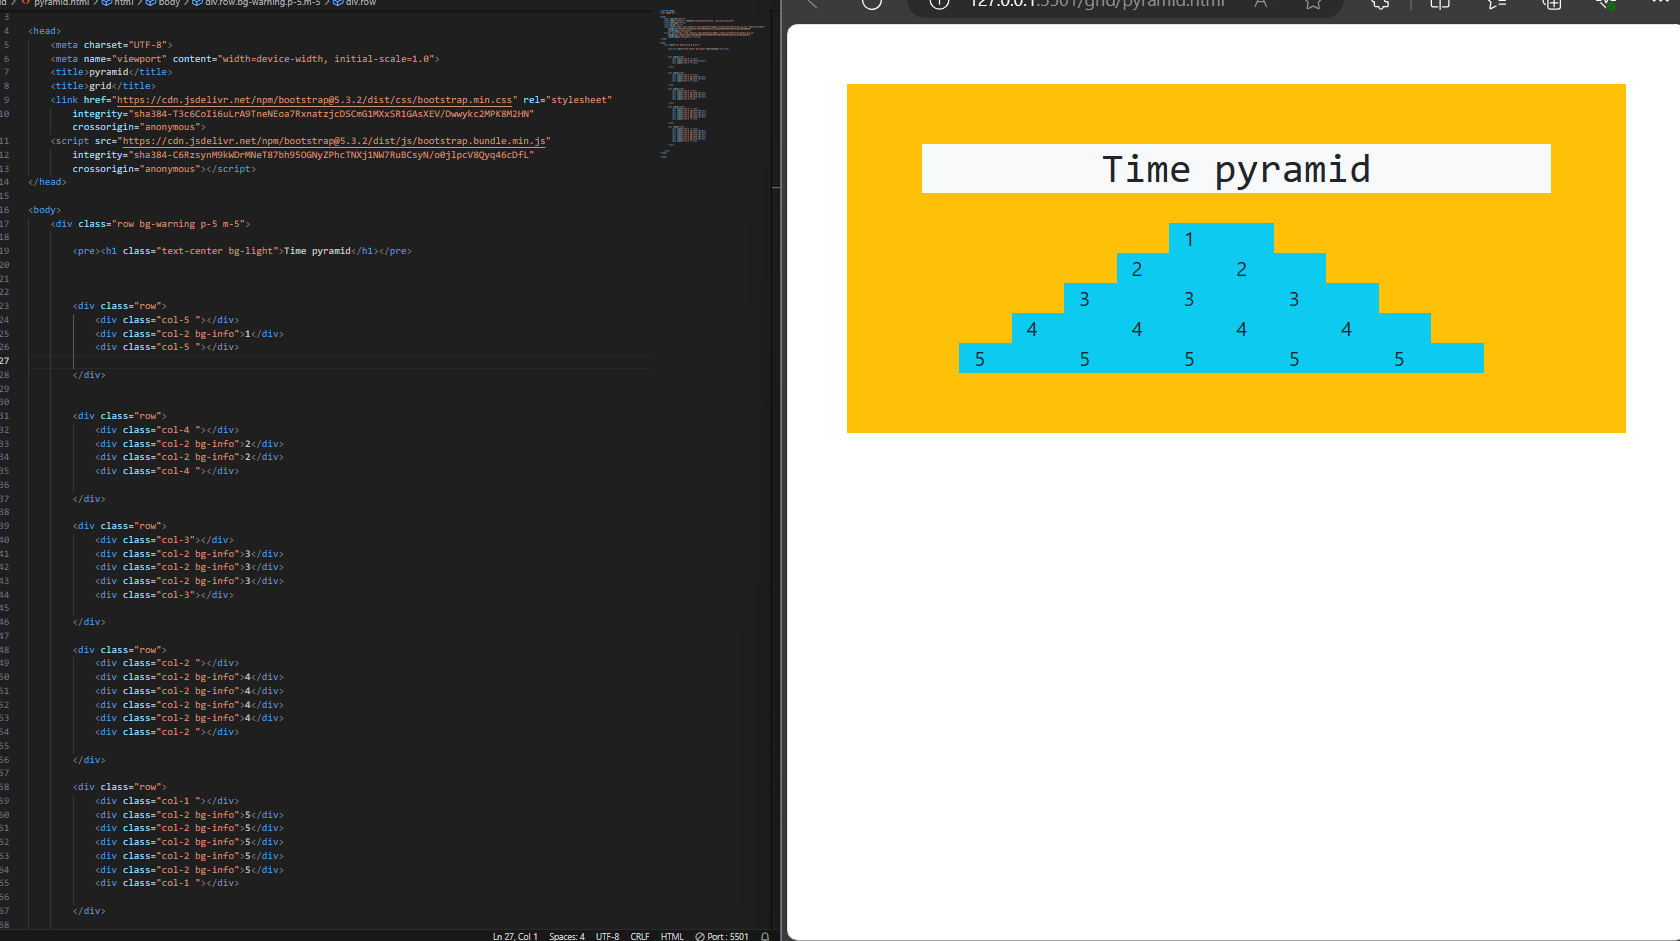 pyramid.html > html > body > div.row.bg-warning.p-5.m-5 > div.row
3
4 <head>
5 <meta charset="UTF-8">
6 <meta name="viewport" content="width=device-width, initial-scale=1.0">
7 <title>pyramid</title>
8 <title>grid</title>
9 <link href="https://cdn.jsdelivr.net/npm/bootstrap@5.3.2/dist/css/bootstrap.min.css" rel="stylesheet"
10 integrity="sha384-T3c6CoIi6uLrA9TneNEoa7RxnatzjcDSCmG1MXxSR1GAsXEV/Dwwykc2MPK8M2HN"
crossorigin="anonymous">
11 <script src="https://cdn.jsdelivr.net/npm/bootstrap@5.3.2/dist/js/bootstrap.bundle.min.js"
12 integrity="sha384-C6RzsynM9kWDrMNeT87bh95OGNyZPhcTNXj1NW7RuBCsyN/o0jlpcV8Qyq46cDfL"
13 crossorigin="anonymous"></script>
14 </head>
15
16 <body>
17 <div class="row bg-warning p-5 m-5">
18
19 <pre><h1 class="text-center bg-light">Time pyramid</h1></pre>
20
21
22
23 <div class="row">
24 <div class="col-5 "></div>
25 <div class="col-2 bg-info">1</div>
26 <div class="col-5 "></div>
27
28 </div>
29
30
31 <div class="row">
32 <div class="col-4 "></div>
33 <div class="col-2 bg-info">2</div>
34 <div class="col-2 bg-info">2</div>
35 <div class="col-4 "></div>
36
37 </div>
38
39 <div class="row">
40 <div class="col-3"></div>
41 <div class="col-2 bg-info">3</div>
42 <div class="col-2 bg-info">3</div>
43 <div class="col-2 bg-info">3</div>
44 <div class="col-3"></div>
45
46 </div>
47
48 <div class="row">
49 <div class="col-2 "></div>
50 <div class="col-2 bg-info">4</div>
51 <div class="col-2 bg-info">4</div>
52 <div class="col-2 bg-info">4</div>
53 <div class="col-2 bg-info">4</div>
54 <div class="col-2 "></div>
55
56 </div>
57
58 <div class="row">
59 <div class="col-1 "></div>
60 <div class="col-2 bg-info">5</div>
61 <div class="col-2 bg-info">5</div>
62 <div class="col-2 bg-info">5</div>
63 <div class="col-2 bg-info">5</div>
64 <div class="col-2 bg-info">5</div>
65 <div class="col-1 "></div>
66
67 </div>
68
Ln 27, Col 1 Spaces: 4 UTF-8 CRLF HTML Port : 5501
127.0.0.1:5501/grid/pyramid.html
Time pyramid
1
2 2
3 3 3
4 4 4 4
5 5 5 5 5